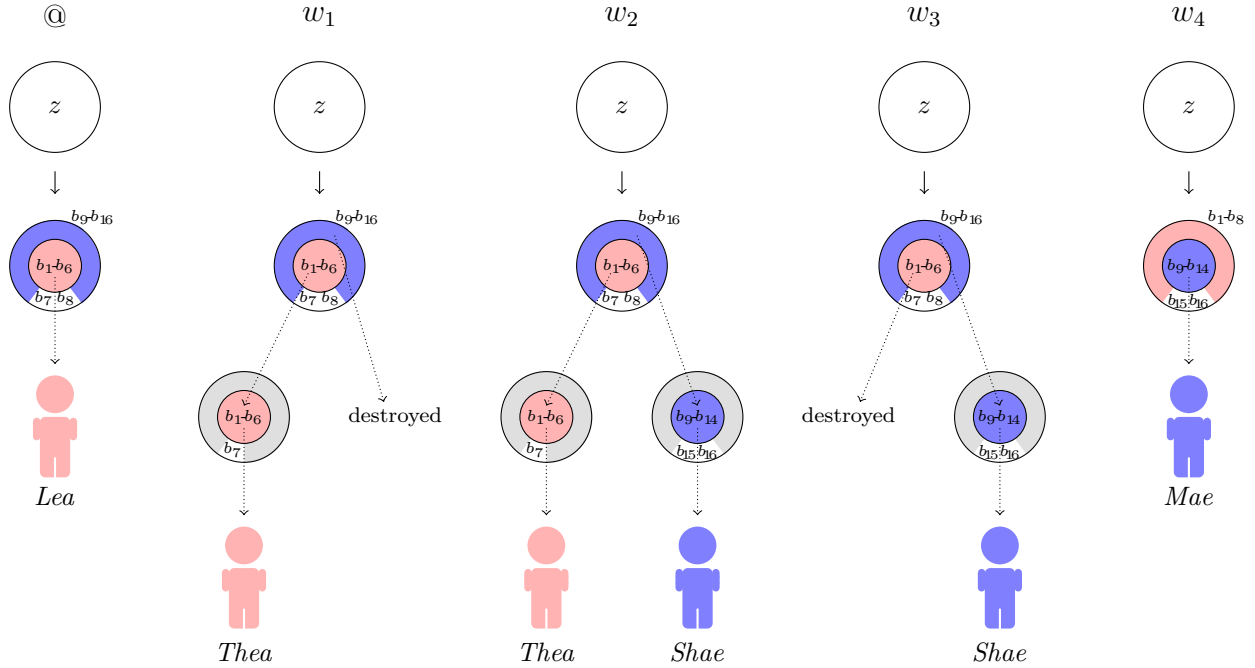 @ w₁ w₂ w₃ w₄
z z z z z
b₉-b₁₆ b₉-b₁₆ b₉-b₁₆ b₉-b₁₆ b₁-b₈
b₁-b₆ b₁-b₆ b₁-b₆ b₁-b₆ b₉-b₁₄
b₇ b₈ b₇ b₈ b₇ b₈ b₇ b₈ b₁₅ b₁₆
b₁-b₆ destroyed b₁-b₆ b₉-b₁₄ destroyed b₉-b₁₄
b₇ b₇ b₁₅ b₁₆ b₁₅ b₁₆
Lea Mae
Thea Thea Shae Shae